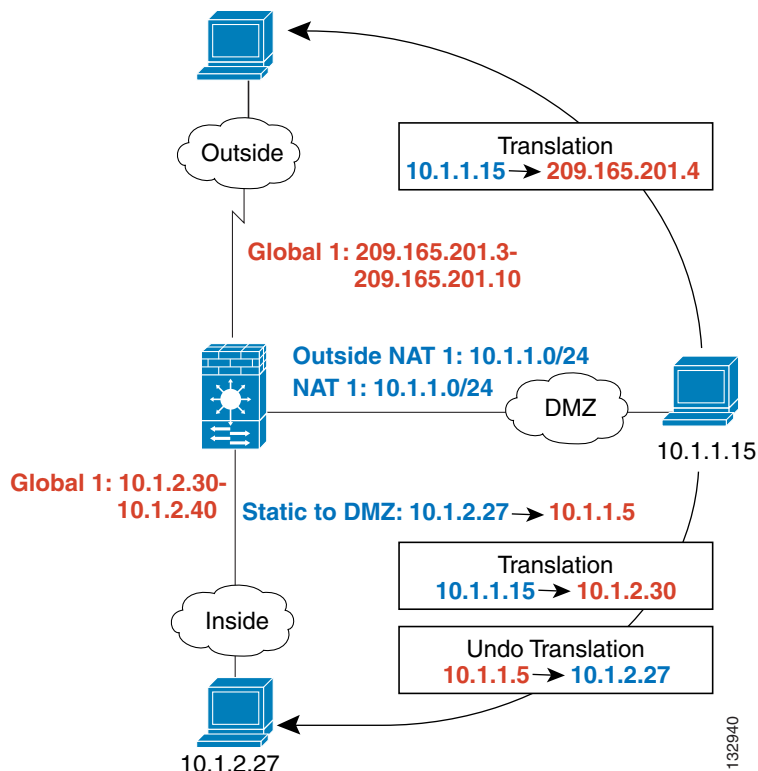 Outside
Translation
10.1.1.15 → 209.165.201.4
Global 1: 209.165.201.3-
209.165.201.10
Outside NAT 1: 10.1.1.0/24
NAT 1: 10.1.1.0/24
DMZ
10.1.1.15
Global 1: 10.1.2.30-
10.1.2.40
Static to DMZ: 10.1.2.27 → 10.1.1.5
Translation
10.1.1.15 → 10.1.2.30
Inside
Undo Translation
10.1.1.5 → 10.1.2.27
10.1.2.27
132940